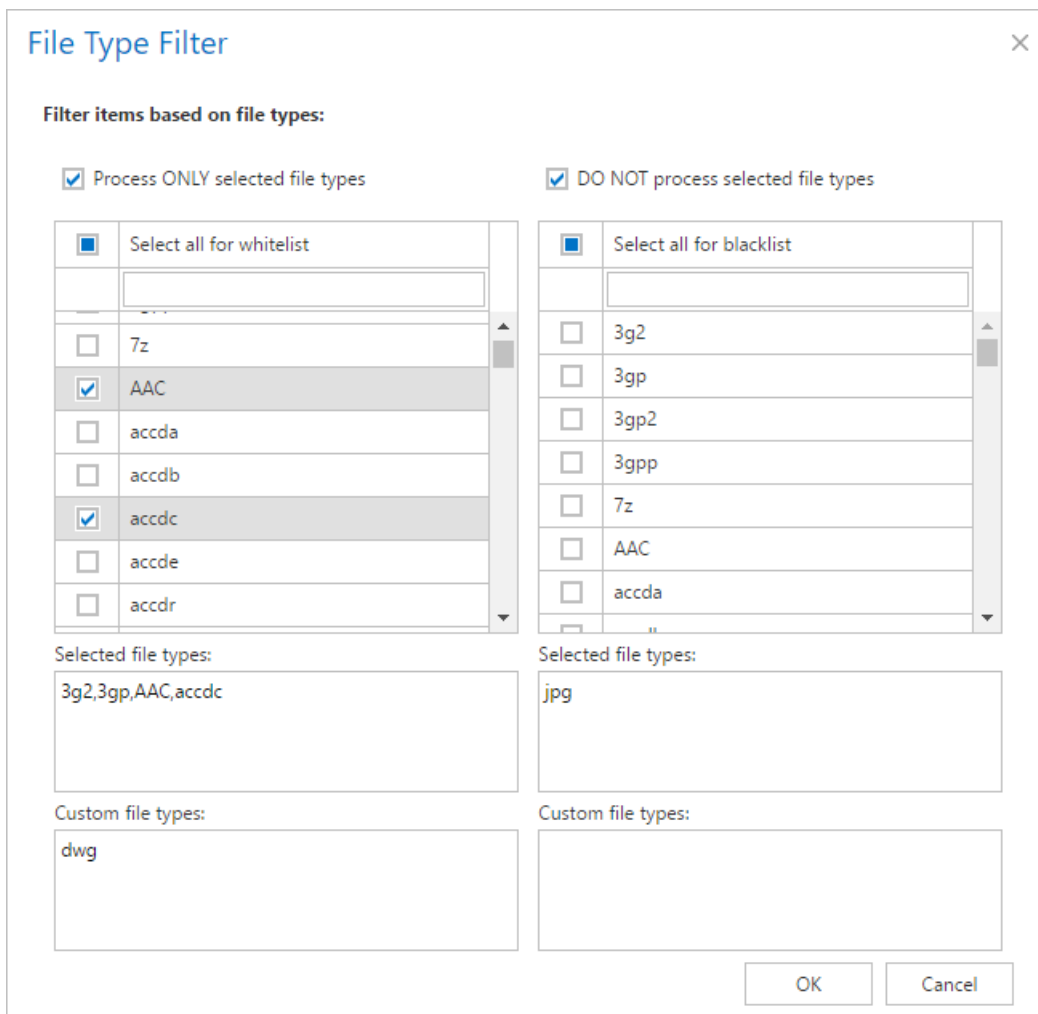 File Type Filter
Filter items based on file types:
Process ONLY selected file types
Select all for whitelist
7z
AAC
accda
accdb
accdc
accde
accdr
Selected file types:
3g2,3gp,AAC,accdc
Custom file types:
dwg
DO NOT process selected file types
Select all for blacklist
3g2
3gp
3gp2
3gpp
7z
AAC
accda
Selected file types:
jpg
Custom file types:
OK
Cancel